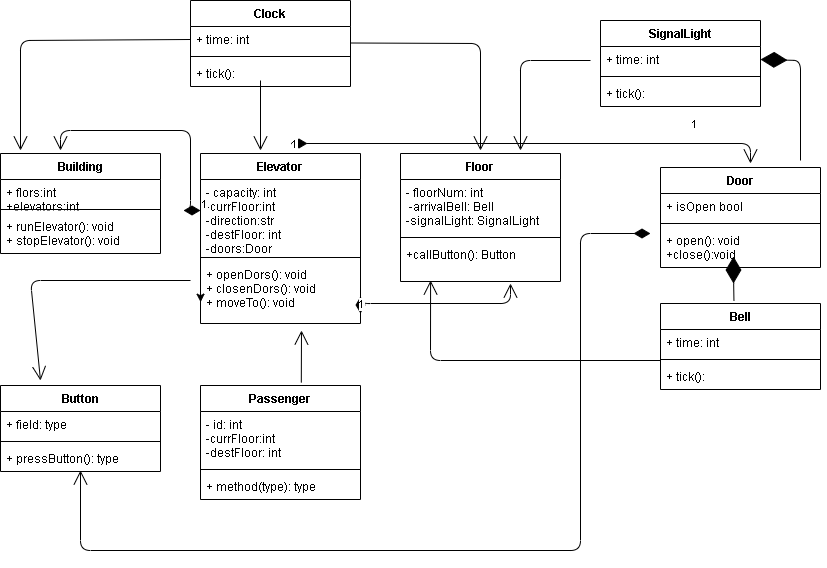 Clock
+ time: int
+ tick():
SignalLight
+ time: int
+ tick():
1
1
Building
+ flors:int
+elevators:int
+ runElevator(): void
+ stopElevator(): void
1.
Elevator
- capacity: int
-currFloor:int
-direction:str
-destFloor: int
-doors:Door
+ openDors(): void
+ closenDors(): void
+ moveTo(): void
1
Floor
- floorNum: int
-arrivalBell: Bell
-signalLight: SignalLight
+callButton(): Button
Door
+ isOpen bool
+ open(): void
+close():void
Bell
+ time: int
+ tick():
Button
+ field: type
+ pressButton(): type
Passenger
- id: int
-currFloor:int
-destFloor: int
+ method(type): type